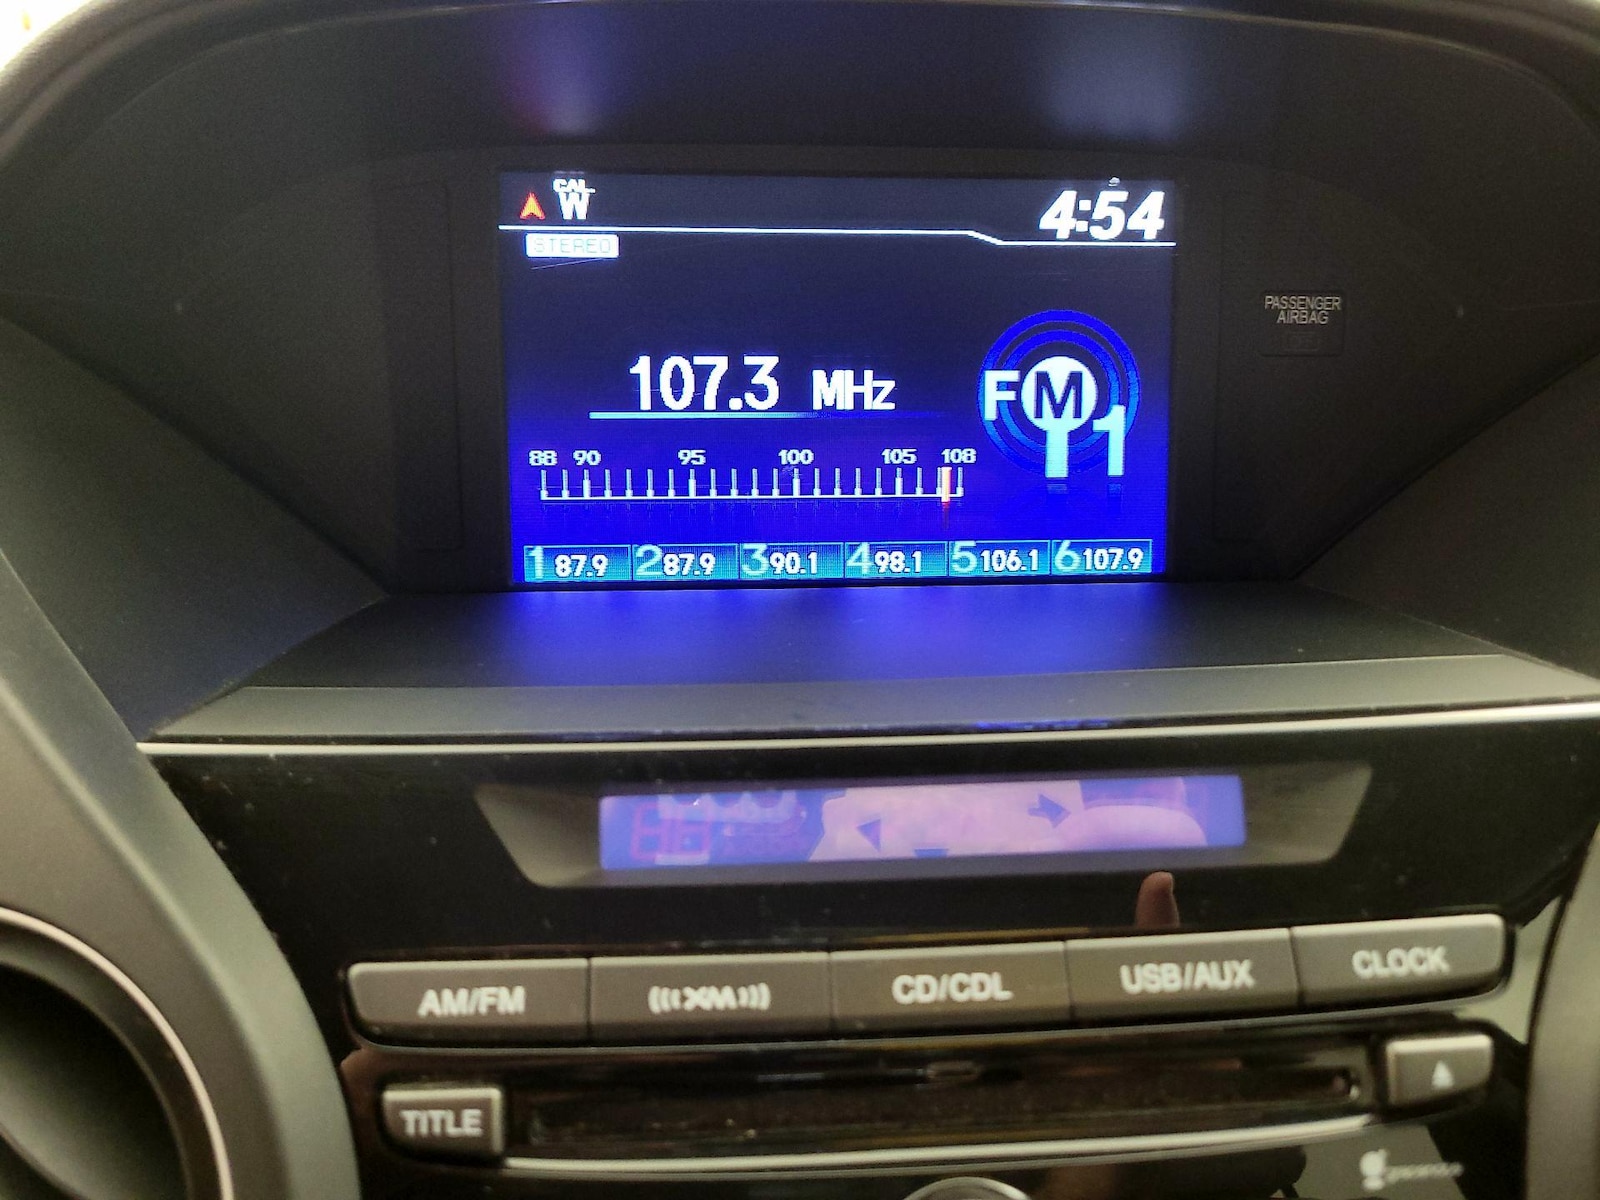 CAL
W
4:54
STEREO
PASSENGER
AIRBAG
107.3 MHz
FM1
88 90 95 100 105 108
1 87.9 2 87.9 3 90.1 4 98.1 5 106.1 6 107.9
AM/FM (((XM))) CD/CDL USB/AUX CLOCK
TITLE